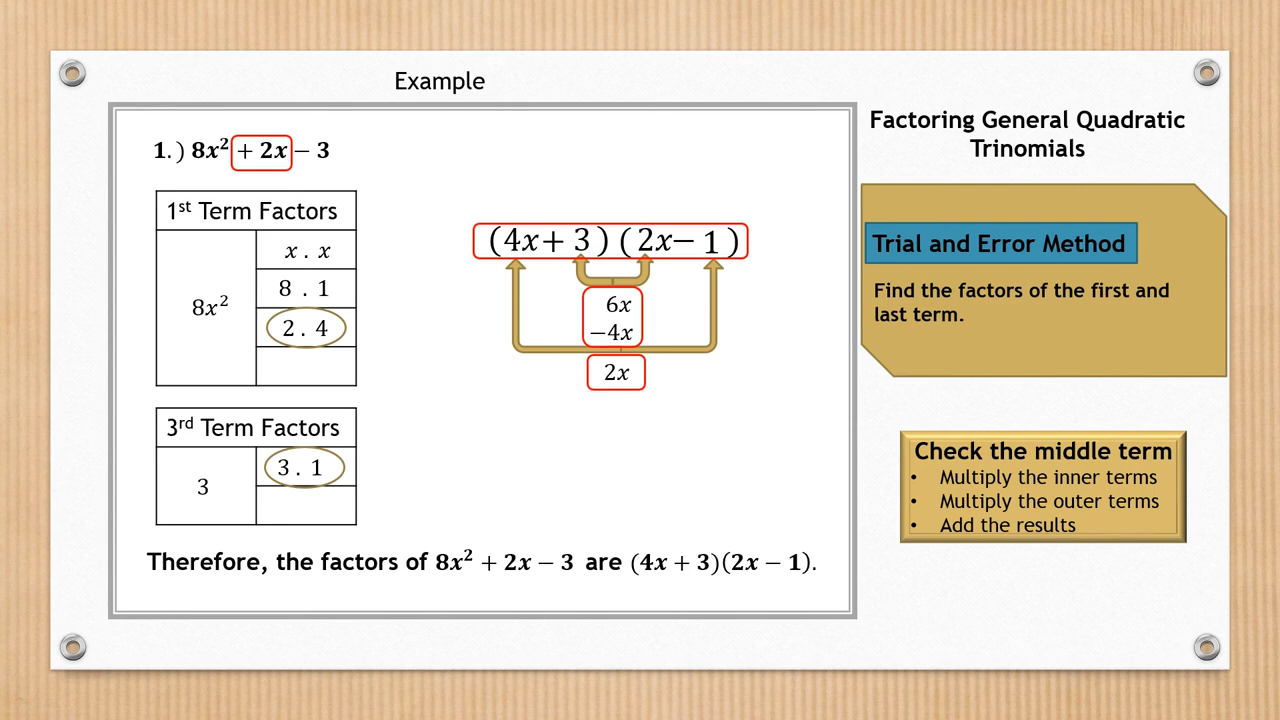 Example
1.) 8x² + 2x − 3
1st Term Factors
8x²
x . x
8 . 1
2 . 4
3rd Term Factors
3
3 . 1
(4x + 3) (2x − 1)
6x
−4x
2x
Therefore, the factors of 8x² + 2x − 3 are (4x + 3)(2x − 1).
Factoring General Quadratic
Trinomials
Trial and Error Method
Find the factors of the first and
last term.
Check the middle term
• Multiply the inner terms
• Multiply the outer terms
• Add the results